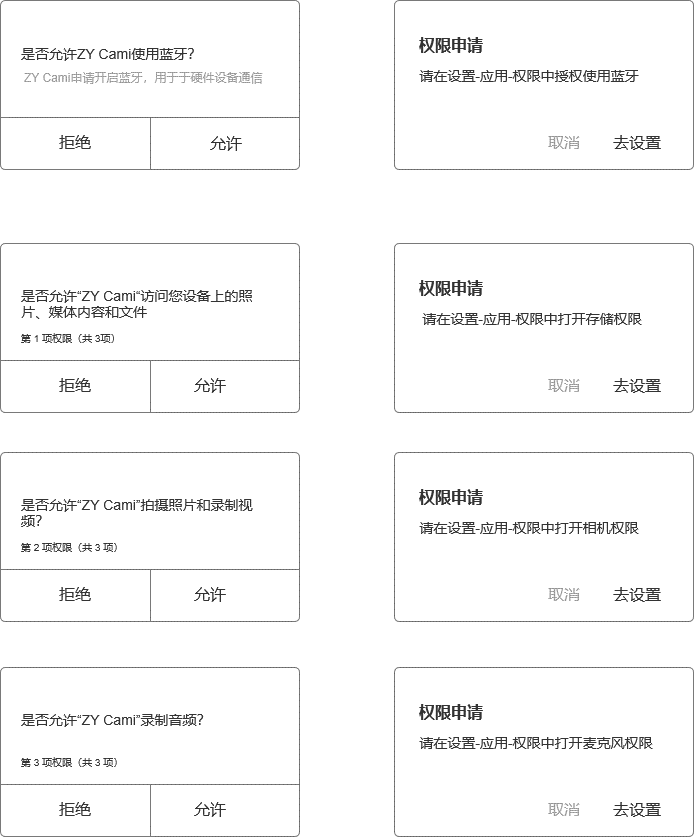 是否允许ZY Cami使用蓝牙？
ZY Cami申请开启蓝牙，用于于硬件设备通信
拒绝
允许
权限申请
请在设置-应用-权限中授权使用蓝牙
取消
去设置
是否允许“ZY Cami“访问您设备上的照
片、媒体内容和文件
第 1 项权限（共 3项）
拒绝
允许
权限申请
请在设置-应用-权限中打开存储权限
取消
去设置
是否允许“ZY Cami”拍摄照片和录制视
频？
第 2 项权限（共 3 项）
拒绝
允许
权限申请
请在设置-应用-权限中打开相机权限
取消
去设置
是否允许“ZY Cami”录制音频？
第 3 项权限（共 3 项）
拒绝
允许
权限申请
请在设置-应用-权限中打开麦克风权限
取消
去设置